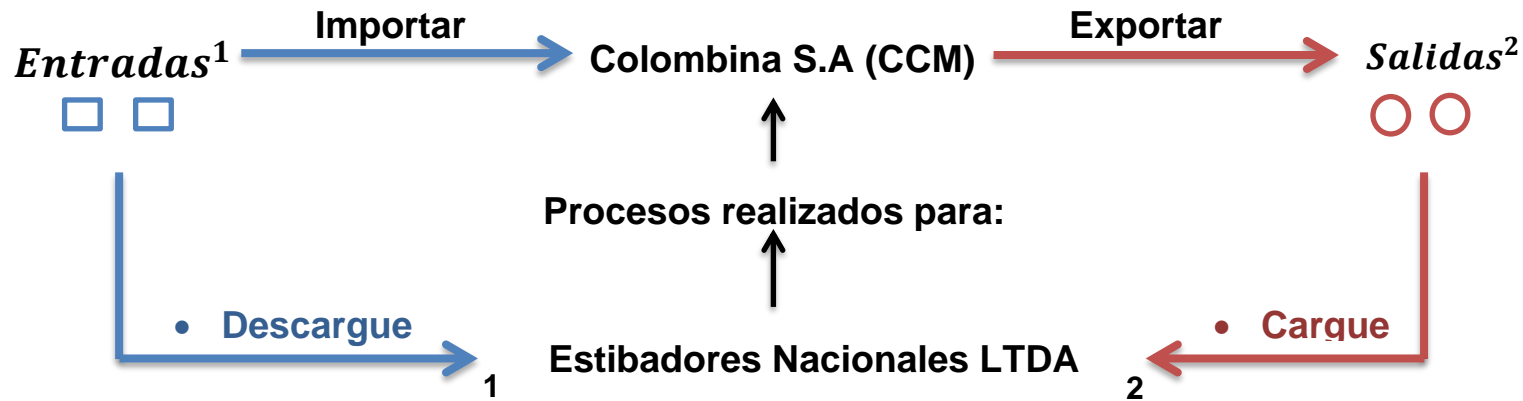 Importar
Exportar
Entradas¹
Colombina S.A (CCM)
Salidas²
Procesos realizados para:
• Descargue
• Cargue
Estibadores Nacionales LTDA
1
2